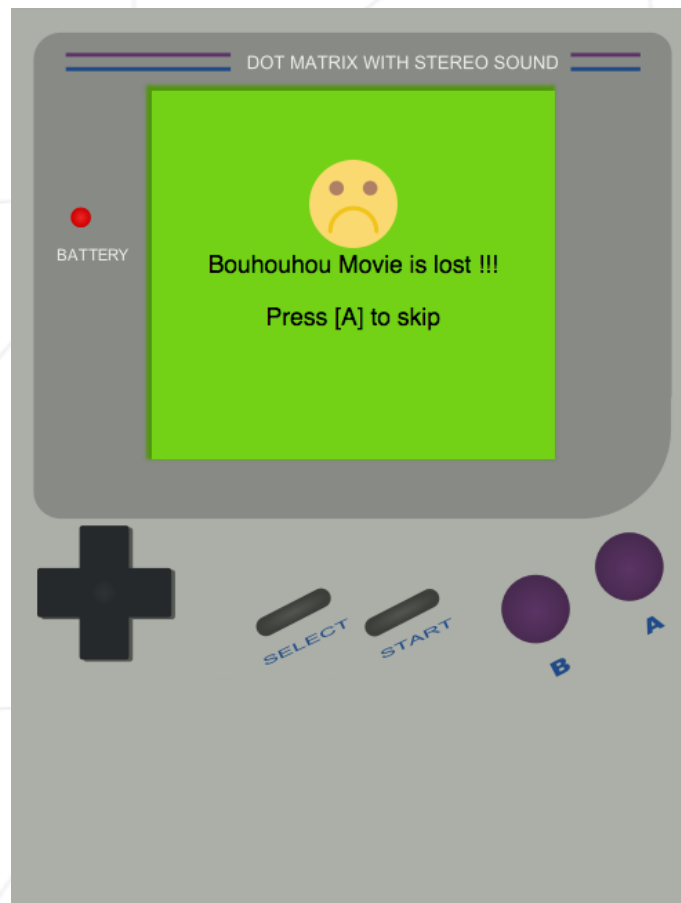 DOT MATRIX WITH STEREO SOUND
BATTERY
Bouhouhou Movie is lost !!!
Press [A] to skip
SELECT
START
B
A